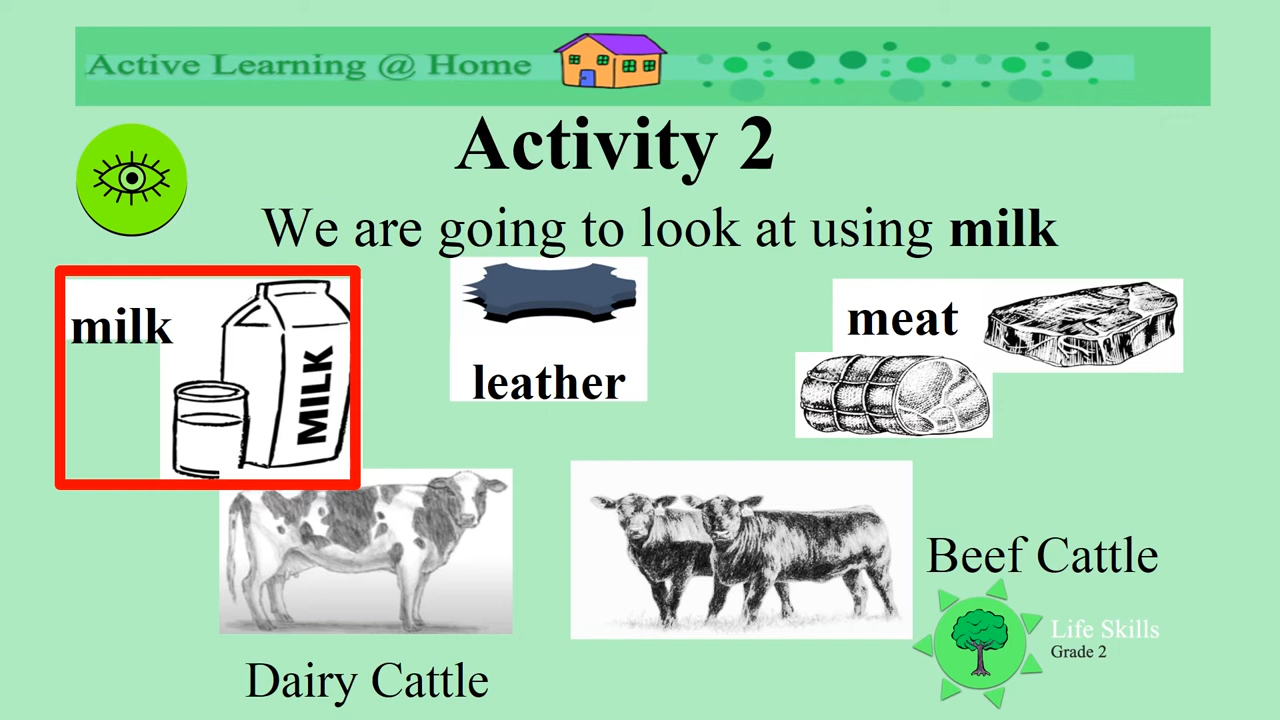 Active Learning @ Home
Activity 2
We are going to look at using milk
milk
MILK
leather
meat
Beef Cattle
Dairy Cattle
Life Skills
Grade 2